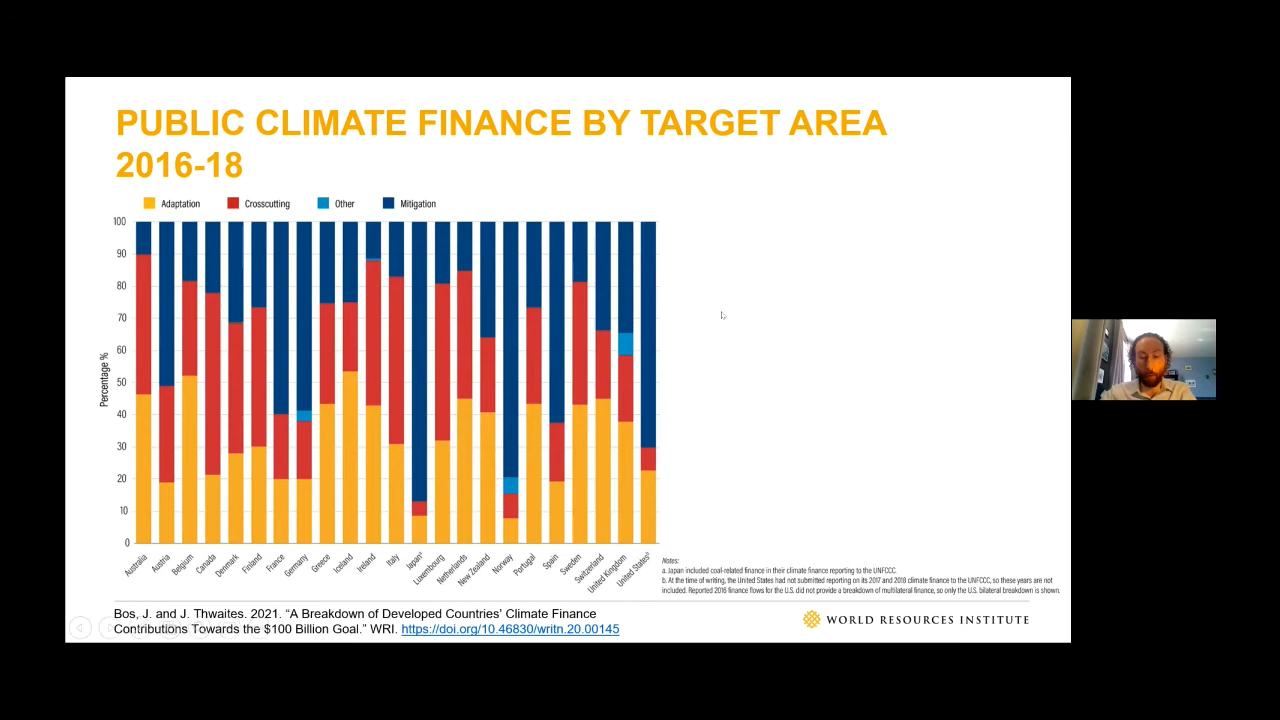 PUBLIC CLIMATE FINANCE BY TARGET AREA
2016-18
Adaptation Crosscutting Other Mitigation
100
90
80
70
60
50
40
30
20
10
0
Percentage %
Australia
Austria
Belgium
Canada
Denmark
Finland
France
Germany
Greece
Iceland
Ireland
Italy
Japanᵃ
Luxembourg
Netherlands
New Zealand
Norway
Portugal
Spain
Sweden
Switzerland
United Kingdom
United Statesᵇ
Notes:
a. Japan included coal-related finance in their climate finance reporting to the UNFCCC.
b. At the time of writing, the United States had not submitted reporting on its 2017 and 2018 climate finance to the UNFCCC, so these years are not
included. Reported 2016 finance flows for the U.S. did not provide a breakdown of multilateral finance, so only the U.S. bilateral breakdown is shown.
Bos, J. and J. Thwaites. 2021. “A Breakdown of Developed Countries’ Climate Finance
Contributions Towards the $100 Billion Goal.” WRI. https://doi.org/10.46830/writn.20.00145
WORLD RESOURCES INSTITUTE